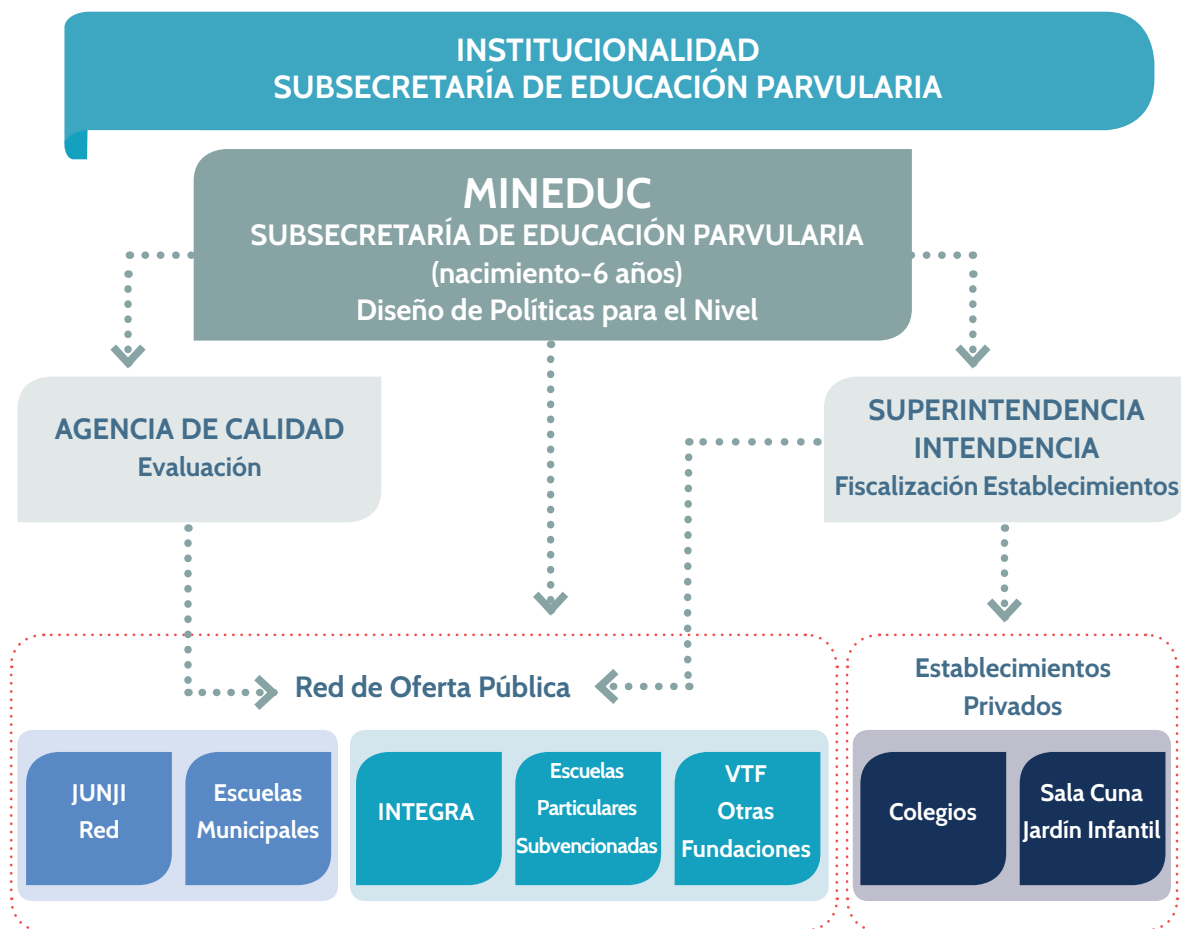 INSTITUCIONALIDAD
SUBSECRETARÍA DE EDUCACIÓN PARVULARIA
MINEDUC
SUBSECRETARÍA DE EDUCACIÓN PARVULARIA
(nacimiento-6 años)
Diseño de Políticas para el Nivel
AGENCIA DE CALIDAD
Evaluación
SUPERINTENDENCIA
INTENDENCIA
Fiscalización Establecimientos
Red de Oferta Pública
Establecimientos
Privados
JUNJI
Red
Escuelas
Municipales
INTEGRA
Escuelas
Particulares
Subvencionadas
VTF
Otras
Fundaciones
Colegios
Sala Cuna
Jardín Infantil